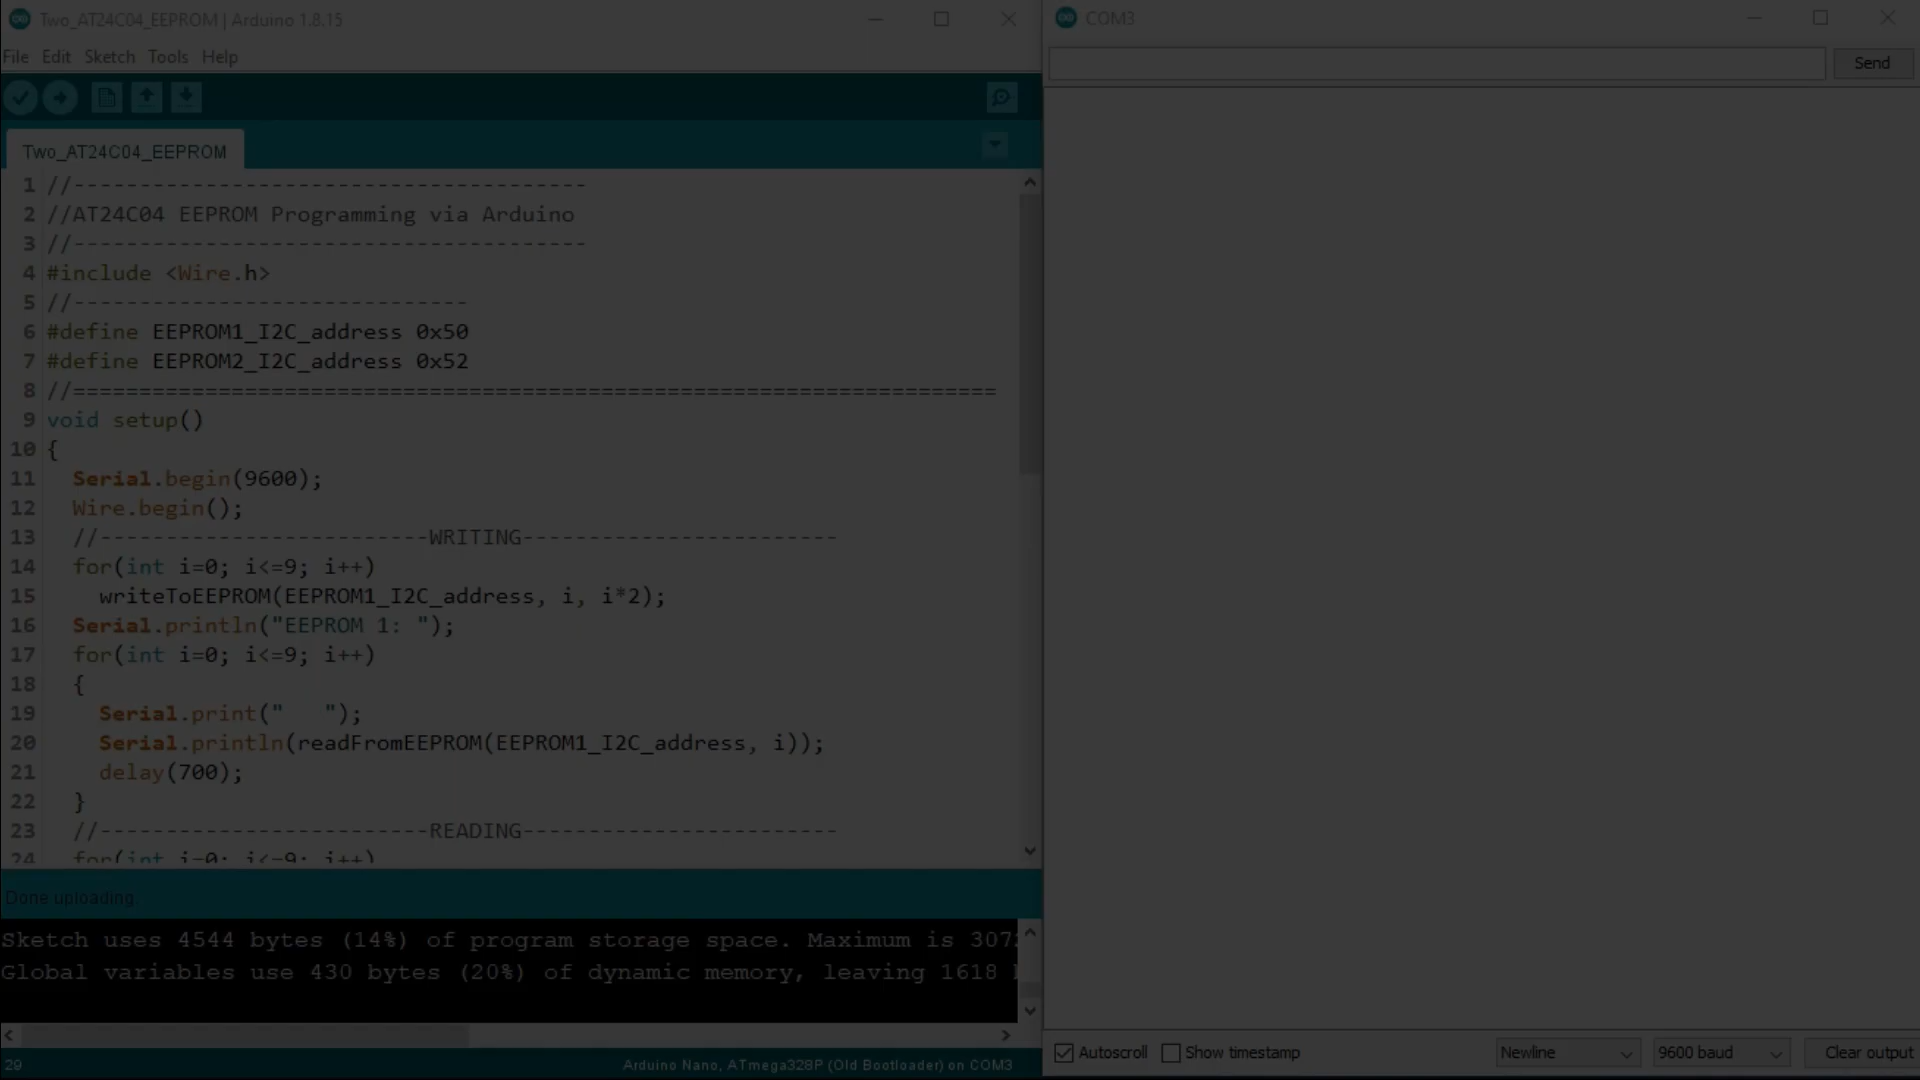 Two_AT24C04_EEPROM | Arduino 1.8.15
File Edit Sketch Tools Help
Two_AT24C04_EEPROM
1 //---------------------------------------
2 //AT24C04 EEPROM Programming via Arduino
3 //---------------------------------------
4 #include <Wire.h>
5 //------------------------------
6 #define EEPROM1_I2C_address 0x50
7 #define EEPROM2_I2C_address 0x52
8 //======================================================================
9 void setup()
10 {
11 Serial.begin(9600);
12 Wire.begin();
13 //-------------------------WRITING------------------------
14 for(int i=0; i<=9; i++)
15 writeToEEPROM(EEPROM1_I2C_address, i, i*2);
16 Serial.println("EEPROM 1: ");
17 for(int i=0; i<=9; i++)
18 {
19 Serial.print("   ");
20 Serial.println(readFromEEPROM(EEPROM1_I2C_address, i));
21 delay(700);
22 }
23 //-------------------------READING------------------------
24 for(int i=0; i<=9; i++)
Done uploading.
Sketch uses 4544 bytes (14%) of program storage space. Maximum is 307
Global variables use 430 bytes (20%) of dynamic memory, leaving 1618
29
Arduino Nano, ATmega328P (Old Bootloader) on COM3
COM3
Send
Autoscroll Show timestamp
Newline
9600 baud
Clear output